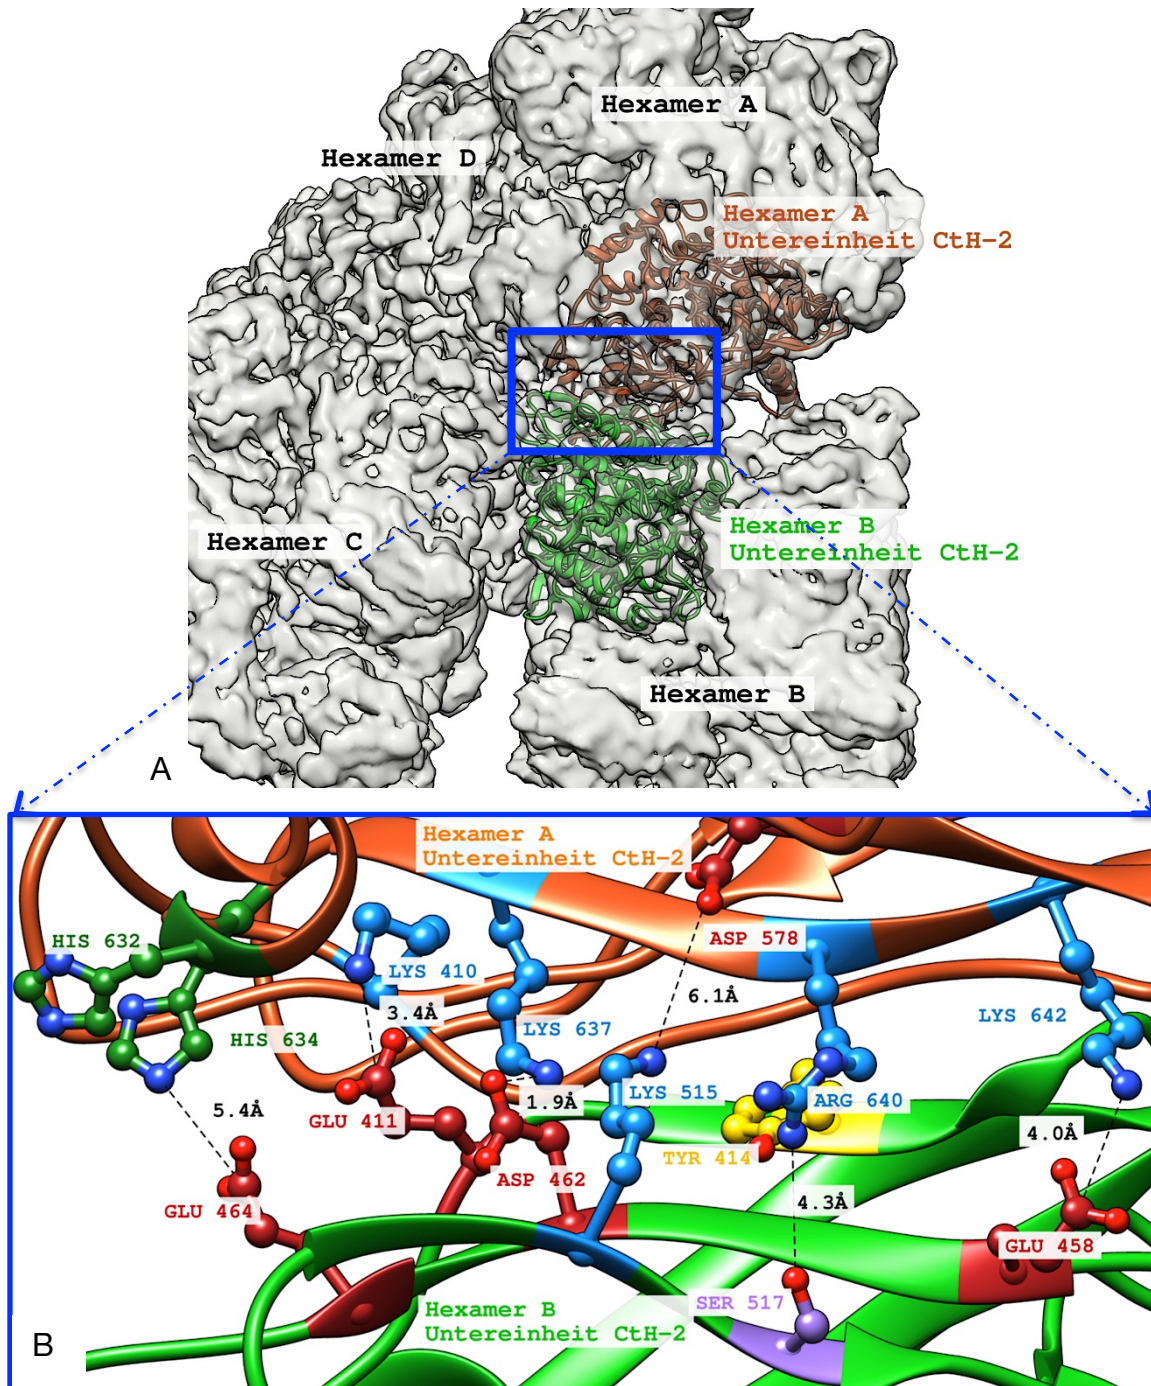 Hexamer A
Hexamer D
Hexamer A
Untereinheit CtH-2
Hexamer C
Hexamer B
Untereinheit CtH-2
Hexamer B
A
Hexamer A
Untereinheit CtH-2
HIS 632
LYS 410
ASP 578
3.4Å
6.1Å
LYS 637
LYS 642
HIS 634
5.4Å
GLU 411
1.9Å
LYS 515
ARG 640
4.0Å
TYR 414
ASP 462
GLU 464
4.3Å
GLU 458
SER 517
Hexamer B
Untereinheit CtH-2
B